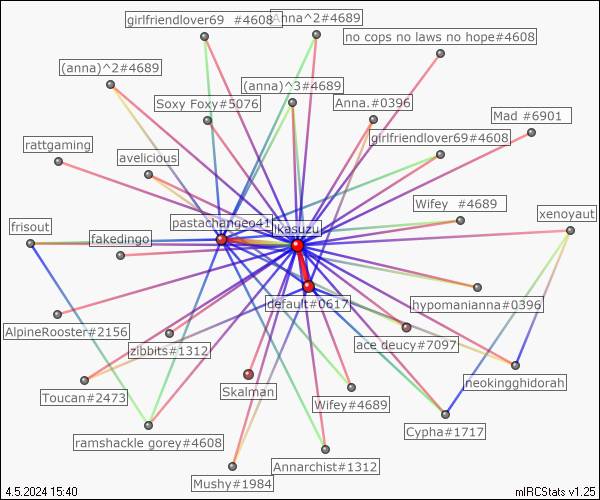 girlfriendlover69 #4608
Anna^2#4689
no cops no laws no hope#4608
(anna)^2#4689
(anna)^3#4689
Soxy Foxy#5076
Anna.#0396
Mad #6901
girlfriendlover69#4608
rattgaming
avelicious
Wifey #4689
xenoyaut
pastachangeo41
ikasuzu
frisout
fakedingo
default#0617
hypomanianna#0396
AlpineRooster#2156
zibbits#1312
ace deucy#7097
neokingghidorah
Toucan#2473
Skalman
Wifey#4689
Cypha#1717
ramshackle gorey#4608
Annarchist#1312
Mushy#1984
4.5.2024 15:40
mIRCStats v1.25